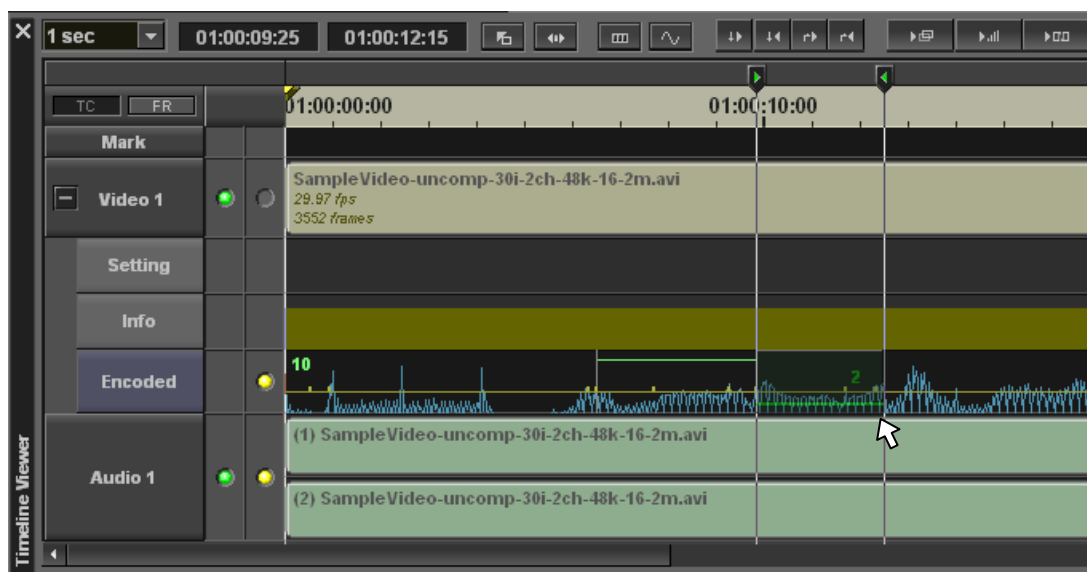 1 sec 01:00:09:25 01:00:12:15
TC FR 01:00:00:00 01:00:10:00
Mark
Video 1
SampleVideo-uncomp-30i-2ch-48k-16-2m.avi
29.97 fps
3552 frames
Setting
Info
Encoded 10 2
Audio 1
(1) SampleVideo-uncomp-30i-2ch-48k-16-2m.avi
(2) SampleVideo-uncomp-30i-2ch-48k-16-2m.avi
Timeline Viewer